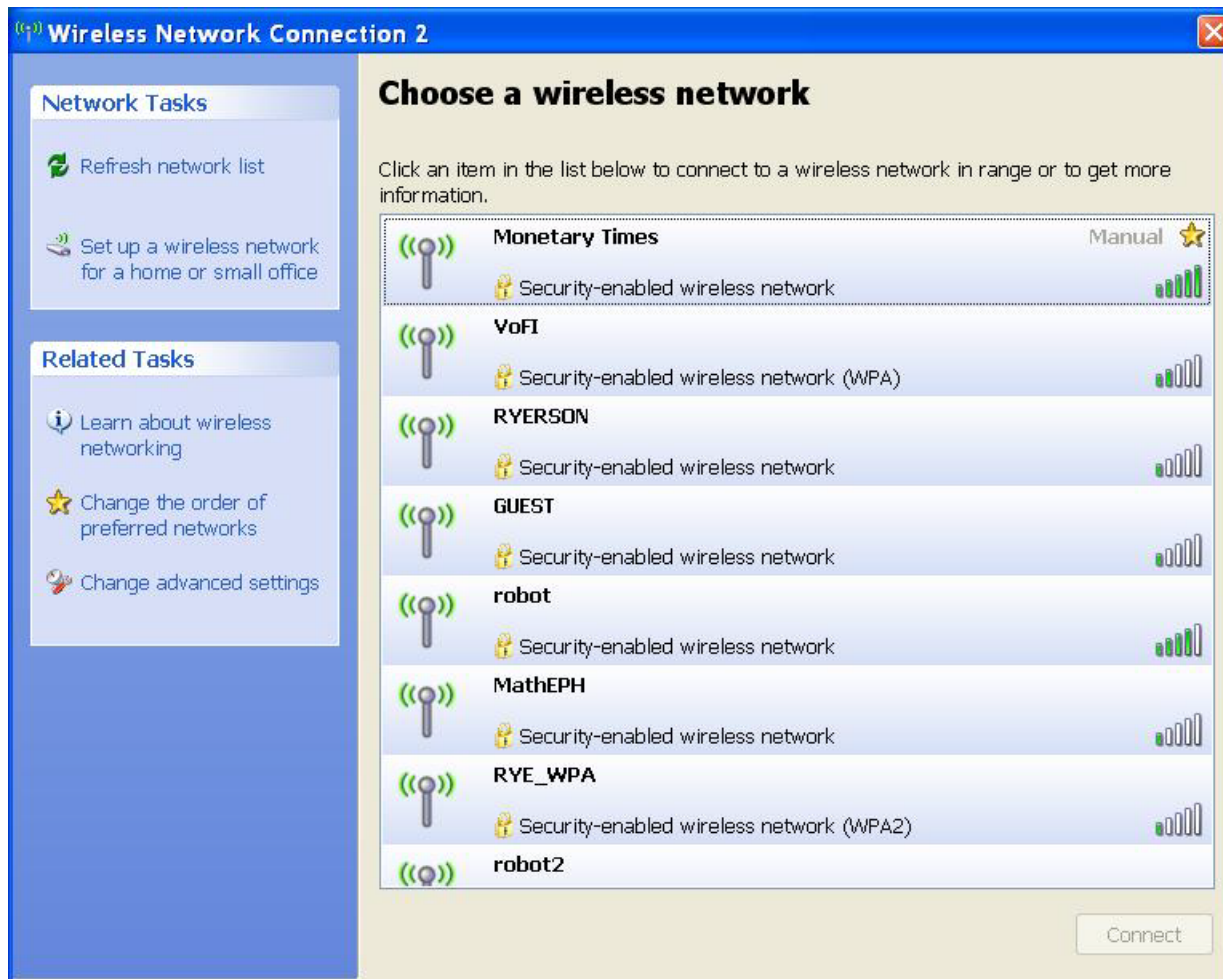 Wireless Network Connection 2
Network Tasks
Refresh network list
Set up a wireless network
for a home or small office
Related Tasks
Learn about wireless
networking
Change the order of
preferred networks
Change advanced settings
Choose a wireless network
Click an item in the list below to connect to a wireless network in range or to get more
information.
Monetary Times Manual
Security-enabled wireless network
VoFI
Security-enabled wireless network (WPA)
RYERSON
Security-enabled wireless network
GUEST
Security-enabled wireless network
robot
Security-enabled wireless network
MathEPH
Security-enabled wireless network
RYE_WPA
Security-enabled wireless network (WPA2)
robot2
Connect